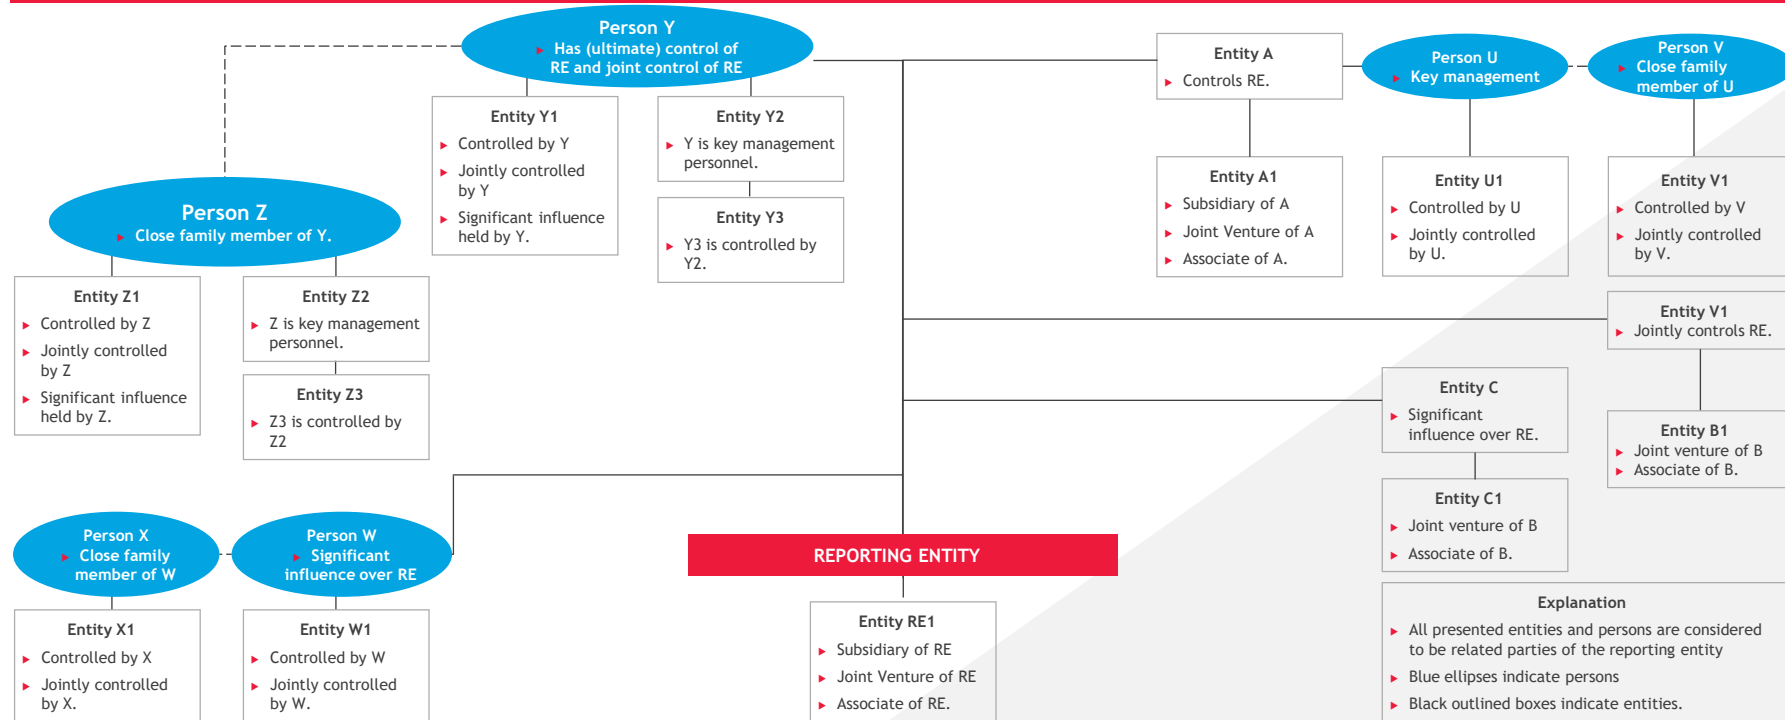 Person Y
► Has (ultimate) control of
RE and joint control of RE
Entity Y1
► Controlled by Y
► Jointly controlled
by Y
► Significant influence
held by Y.
Entity Y2
► Y is key management
personnel.
Entity Y3
► Y3 is controlled by
Y2.
Person Z
► Close family member of Y.
Entity Z1
► Controlled by Z
► Jointly controlled
by Z
► Significant influence
held by Z.
Entity Z2
► Z is key management
personnel.
Entity Z3
► Z3 is controlled by
Z2
Entity A
► Controls RE.
Person U
► Key management
Person V
► Close family
member of U
Entity A1
► Subsidiary of A
► Joint Venture of A
► Associate of A.
Entity U1
► Controlled by U
► Jointly controlled
by U.
Entity V1
► Controlled by V
► Jointly controlled
by V.
Entity V1
► Jointly controls RE.
Entity B1
► Joint venture of B
► Associate of B.
Entity C
► Significant
influence over RE.
Entity C1
► Joint venture of B
► Associate of B.
Person X
► Close family
member of W
Person W
► Significant
influence over RE
Entity X1
► Controlled by X
► Jointly controlled
by X.
Entity W1
► Controlled by W
► Jointly controlled
by W.
REPORTING ENTITY
Entity RE1
► Subsidiary of RE
► Joint Venture of RE
► Associate of RE.
Explanation
► All presented entities and persons are considered
to be related parties of the reporting entity
► Blue ellipses indicate persons
► Black outlined boxes indicate entities.